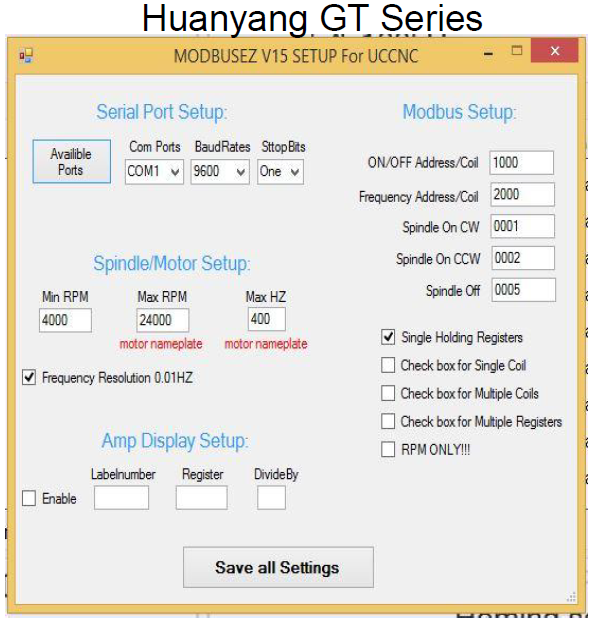 Huanyang GT Series
MODBUSEZ V15 SETUP For UCCNC
Serial Port Setup:
Availible
Ports
Com Ports BaudRates SttopBits
COM1 9600 One
Spindle/Motor Setup:
Min RPM Max RPM Max HZ
4000 24000 400
motor nameplate motor nameplate
Frequency Resolution 0.01HZ
Amp Display Setup:
Labelnumber Register DivideBy
Enable
Modbus Setup:
ON/OFF Address/Coil 1000
Frequency Address/Coil 2000
Spindle On CW 0001
Spindle On CCW 0002
Spindle Off 0005
Single Holding Registers
Check box for Single Coil
Check box for Multiple Coils
Check box for Multiple Registers
RPM ONLY!!!
Save all Settings